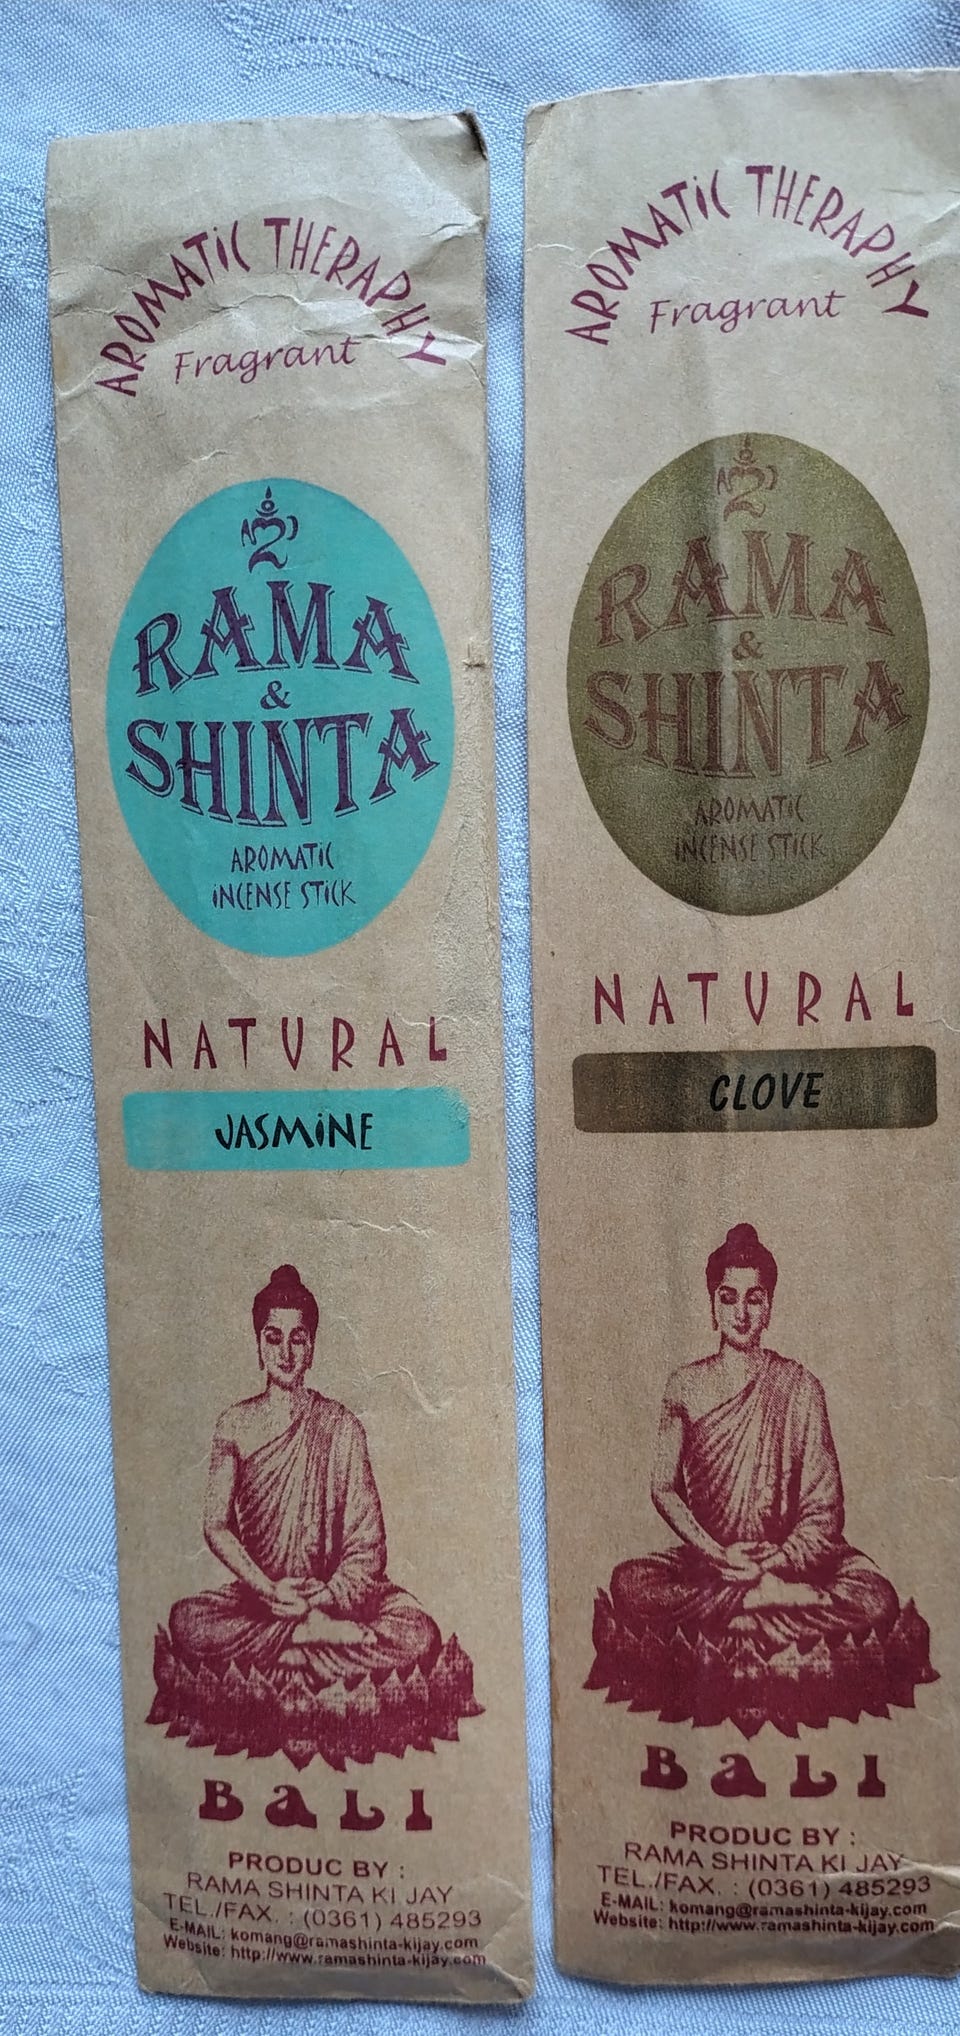 AROMATIC THERAPHY
Fragrant
RAMA
&
SHINTA
AROMATIC
INCENSE STICK
NATURAL
JASMINE
BALI
PRODUC BY :
RAMA SHINTA KI JAY
TEL./FAX. : (0361) 485293
E-MAIL: komang@ramashinta-kijay.com
Website: http://www.ramashinta-kijay.com
AROMATIC THERAPHY
Fragrant
RAMA
&
SHINTA
AROMATIC
INCENSE STICK
NATURAL
CLOVE
BALI
PRODUC BY :
RAMA SHINTA KI JAY
TEL./FAX. : (0361) 485293
E-MAIL: komang@ramashinta-kijay.com
Website: http://www.ramashinta-kijay.com